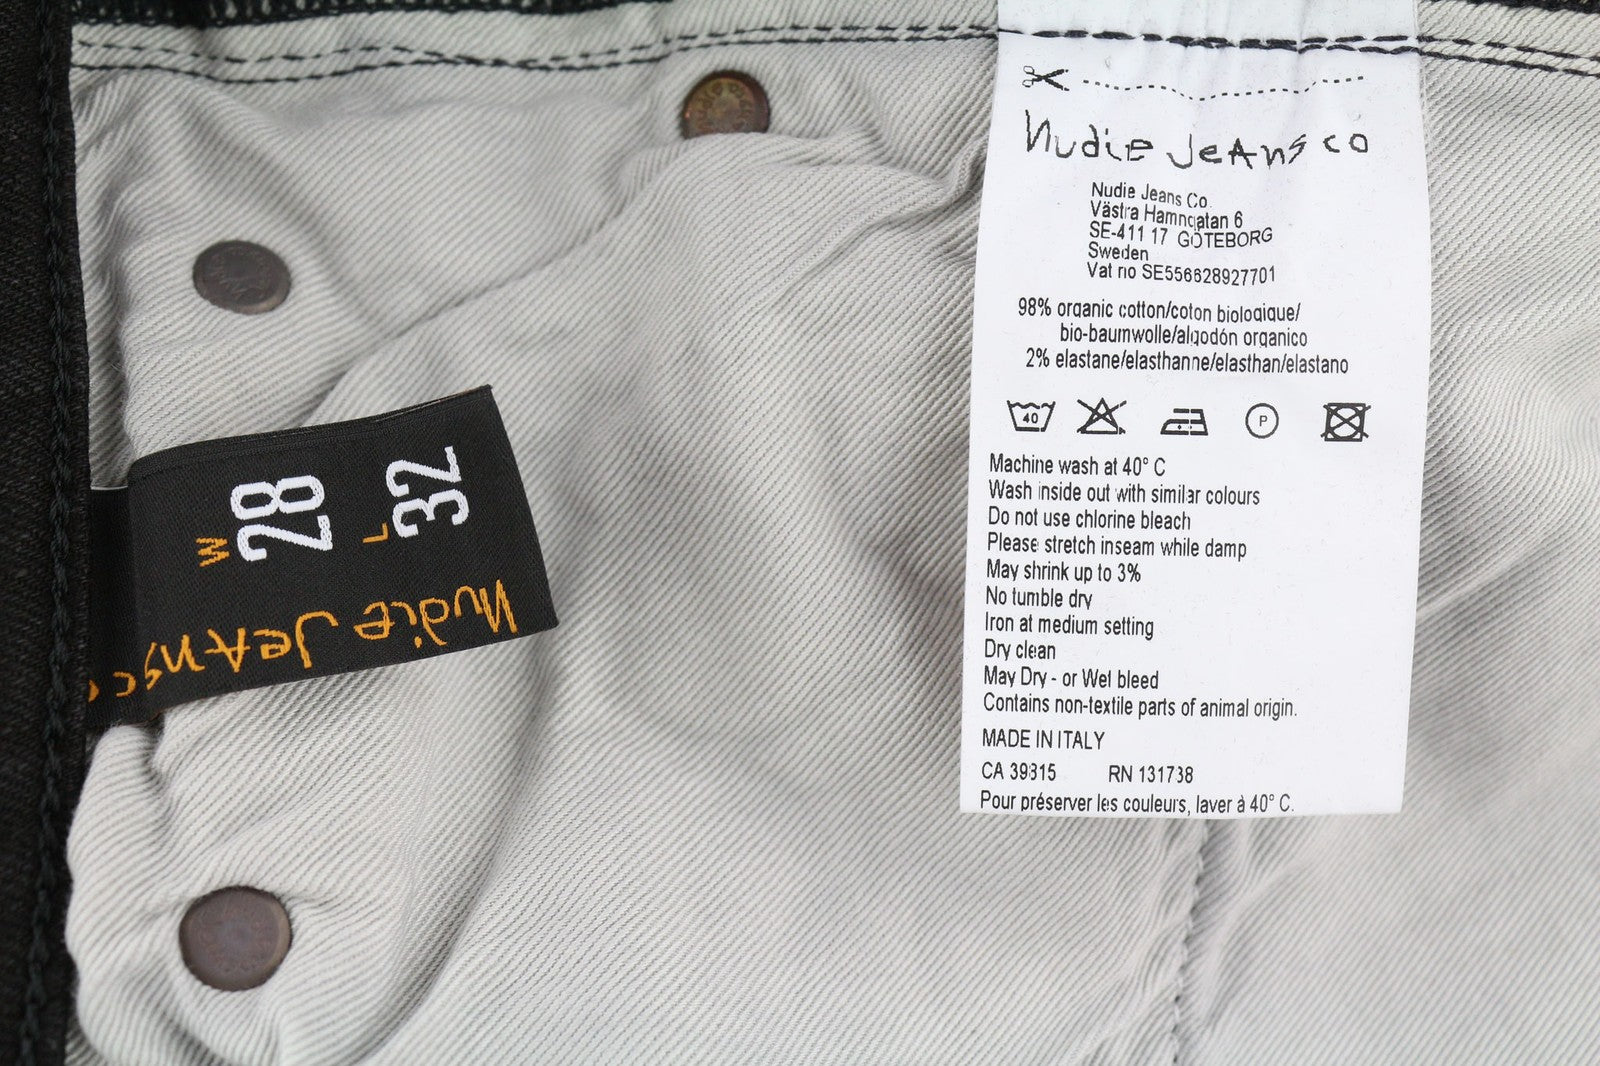 W
28
L
32
Nudie Jeans co
Nudie Jeans co
Nudie Jeans Co.
Västra Hamngatan 6
SE-411 17 GÖTEBORG
Sweden
Vat no SE556628927701
98% organic cotton/coton biologique/
bio-baumwolle/algodón organico
2% elastane/elasthanne/elasthan/elastano
40
P
Machine wash at 40° C
Wash inside out with similar colours
Do not use chlorine bleach
Please stretch inseam while damp
May shrink up to 3%
No tumble dry
Iron at medium setting
Dry clean
May Dry - or Wet bleed
Contains non-textile parts of animal origin.
MADE IN ITALY
CA 39815 RN 131738
Pour préserver les couleurs, laver à 40° C.